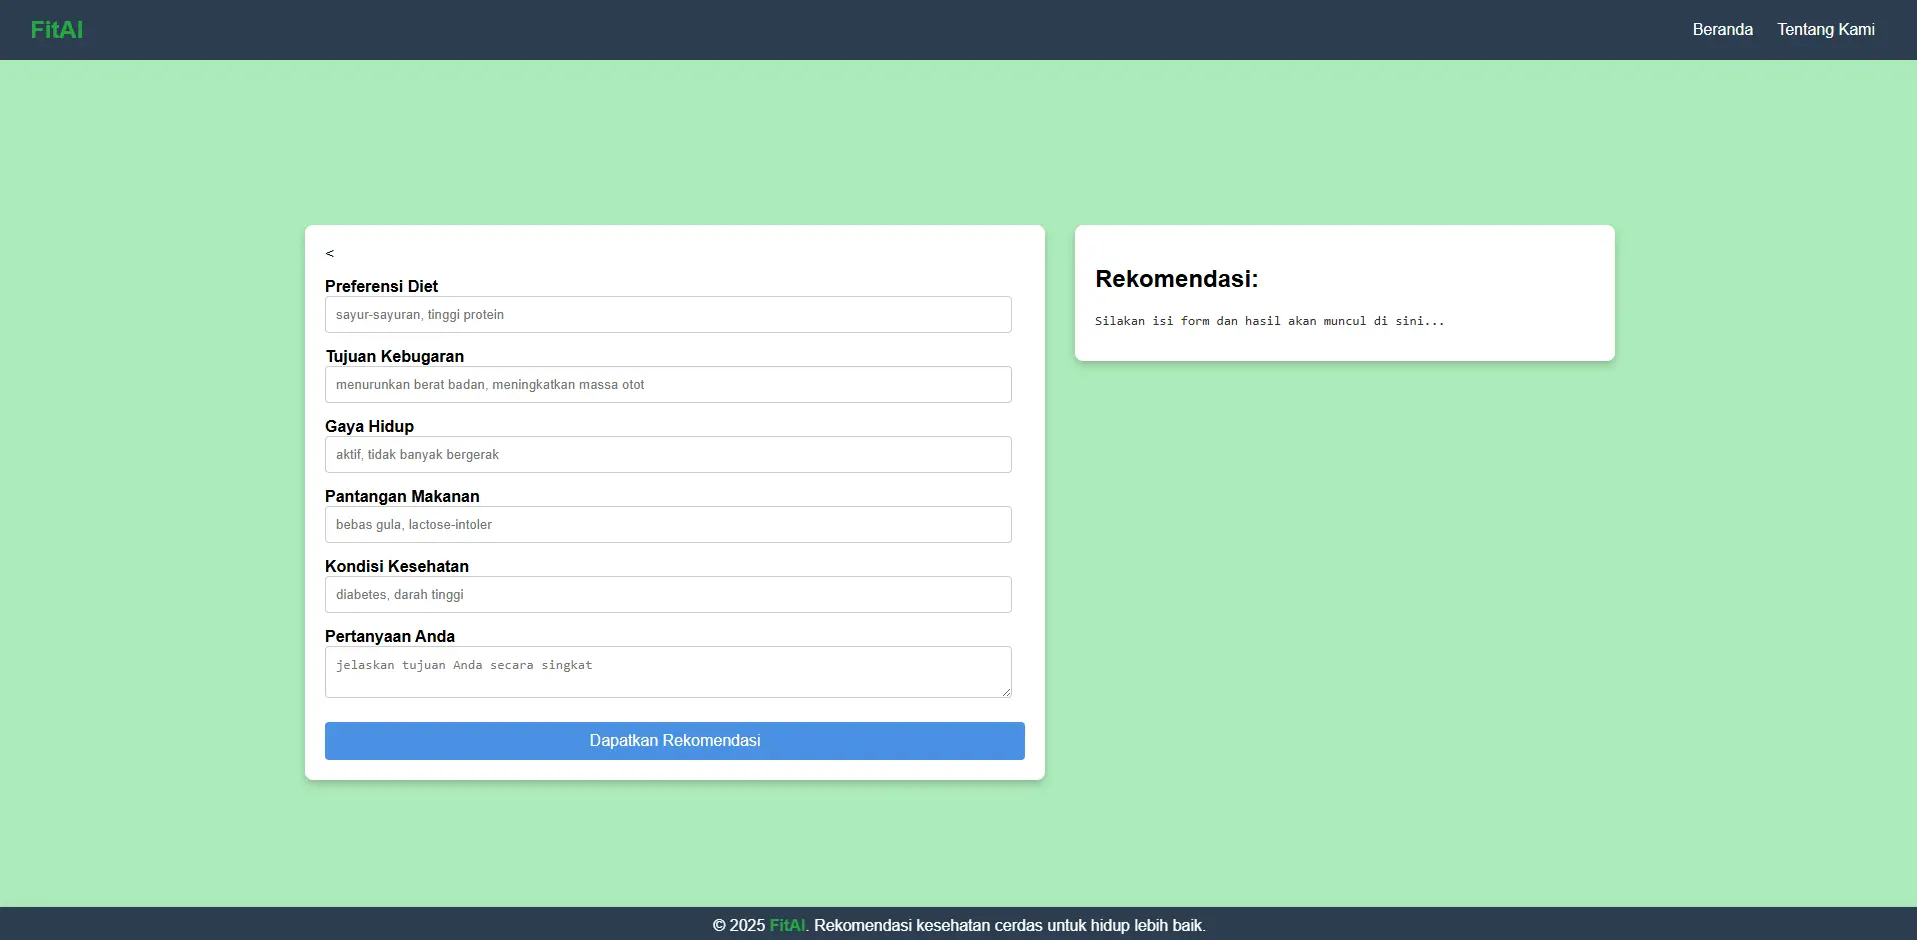 FitAI
Beranda Tentang Kami
<
Preferensi Diet
sayur-sayuran, tinggi protein
Tujuan Kebugaran
menurunkan berat badan, meningkatkan massa otot
Gaya Hidup
aktif, tidak banyak bergerak
Pantangan Makanan
bebas gula, lactose-intoler
Kondisi Kesehatan
diabetes, darah tinggi
Pertanyaan Anda
jelaskan tujuan Anda secara singkat
Dapatkan Rekomendasi
Rekomendasi:
Silakan isi form dan hasil akan muncul di sini...
© 2025 FitAI. Rekomendasi kesehatan cerdas untuk hidup lebih baik.